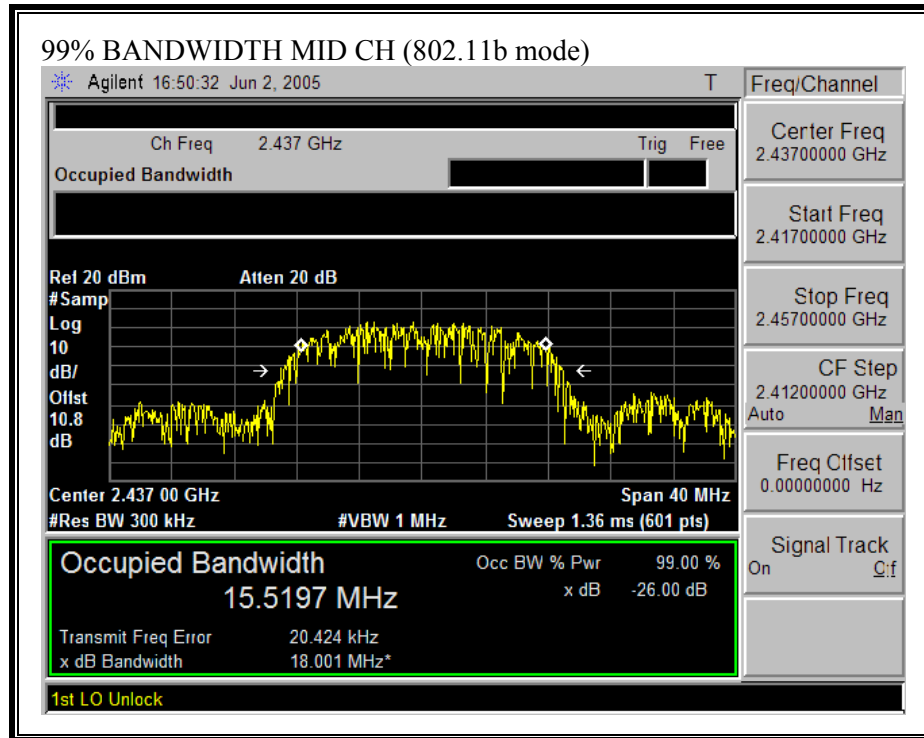 99% BANDWIDTH MID CH (802.11b mode)
Agilent 16:50:32 Jun 2, 2005 T
Freq/Channel
Ch Freq 2.437 GHz Trig Free
Occupied Bandwidth
Center Freq
2.43700000 GHz
Start Freq
2.41700000 GHz
Stop Freq
2.45700000 GHz
CF Step
2.41200000 GHz
Auto Man
Freq Offset
0.00000000 Hz
Signal Track
On Off
Ref 20 dBm Atten 20 dB
#Samp
Log
10
dB/
Offst
10.8
dB
Center 2.437 00 GHz Span 40 MHz
#Res BW 300 kHz #VBW 1 MHz Sweep 1.36 ms (601 pts)
Occupied Bandwidth Occ BW % Pwr 99.00 %
15.5197 MHz x dB -26.00 dB
Transmit Freq Error 20.424 kHz
x dB Bandwidth 18.001 MHz*
1st LO Unlock